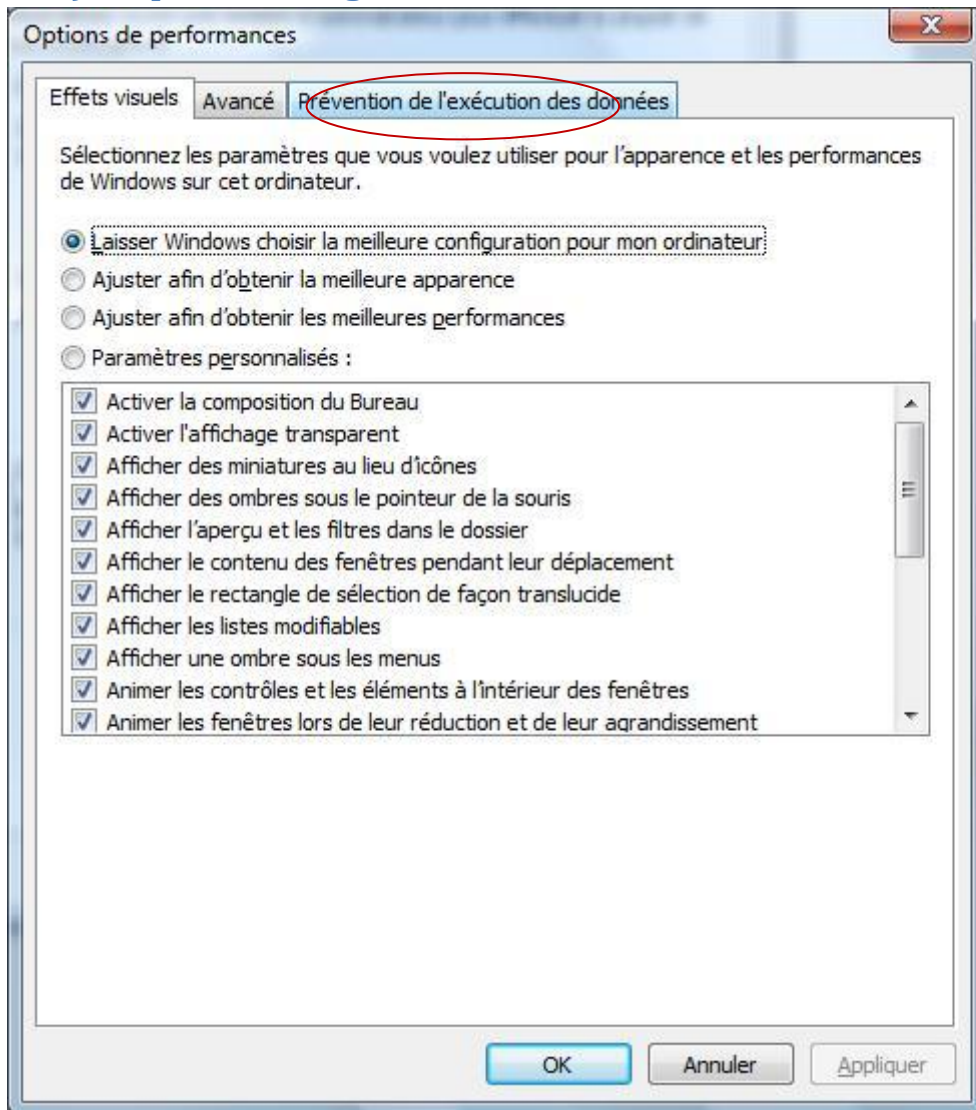 Options de performances
Effets visuels Avancé Prévention de l'exécution des données
Sélectionnez les paramètres que vous voulez utiliser pour l'apparence et les performances
de Windows sur cet ordinateur.
Laisser Windows choisir la meilleure configuration pour mon ordinateur
Ajuster afin d'obtenir la meilleure apparence
Ajuster afin d'obtenir les meilleures performances
Paramètres personnalisés :
Activer la composition du Bureau
Activer l'affichage transparent
Afficher des miniatures au lieu d'icônes
Afficher des ombres sous le pointeur de la souris
Afficher l'aperçu et les filtres dans le dossier
Afficher le contenu des fenêtres pendant leur déplacement
Afficher le rectangle de sélection de façon translucide
Afficher les listes modifiables
Afficher une ombre sous les menus
Animer les contrôles et les éléments à l'intérieur des fenêtres
Animer les fenêtres lors de leur réduction et de leur agrandissement
OK Annuler Appliquer